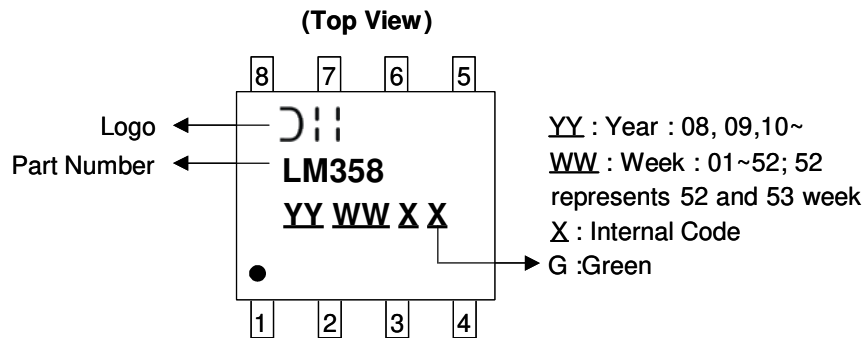 (Top View)
8 7 6 5
Logo
Part Number
LM358
YY WW X X
YY : Year : 08, 09,10~
WW : Week : 01~52; 52
represents 52 and 53 week
X : Internal Code
G :Green
1 2 3 4